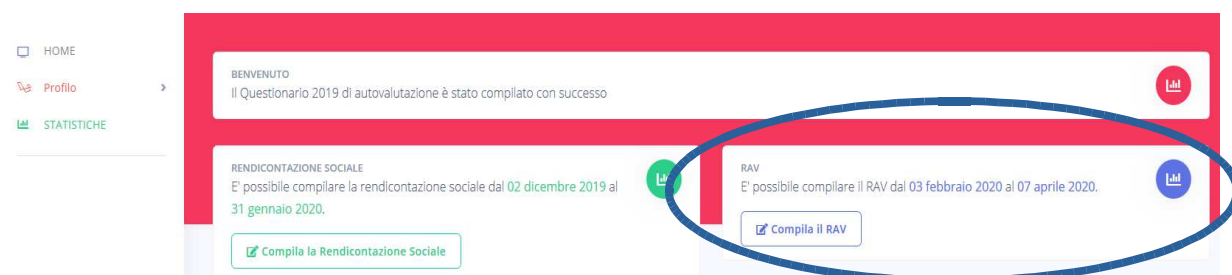 HOME
Profilo
STATISTICHE
BENVENUTO
Il Questionario 2019 di autovalutazione è stato compilato con successo
RENDICONTAZIONE SOCIALE
E' possibile compilare la rendicontazione sociale dal 02 dicembre 2019 al
31 gennaio 2020.
Compila la Rendicontazione Sociale
RAV
E' possibile compilare il RAV dal 03 febbraio 2020 al 07 aprile 2020.
Compila il RAV